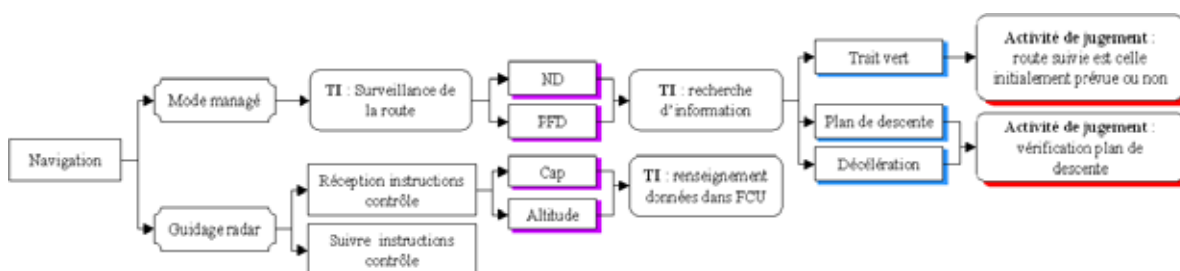 Navigation
Mode managé
Guidage radar
TI : Surveillance de
la route
Réception instructions
contrôle
Suivre instructions
contrôle
ND
PFD
Cap
Altitude
TI : recherche
d'information
TI : renseignement
données dans FCU
Trait vert
Plan de descente
Décélération
Activité de jugement :
route suivie est celle
initialement prévue ou non
Activité de jugement :
vérification plan de
descente